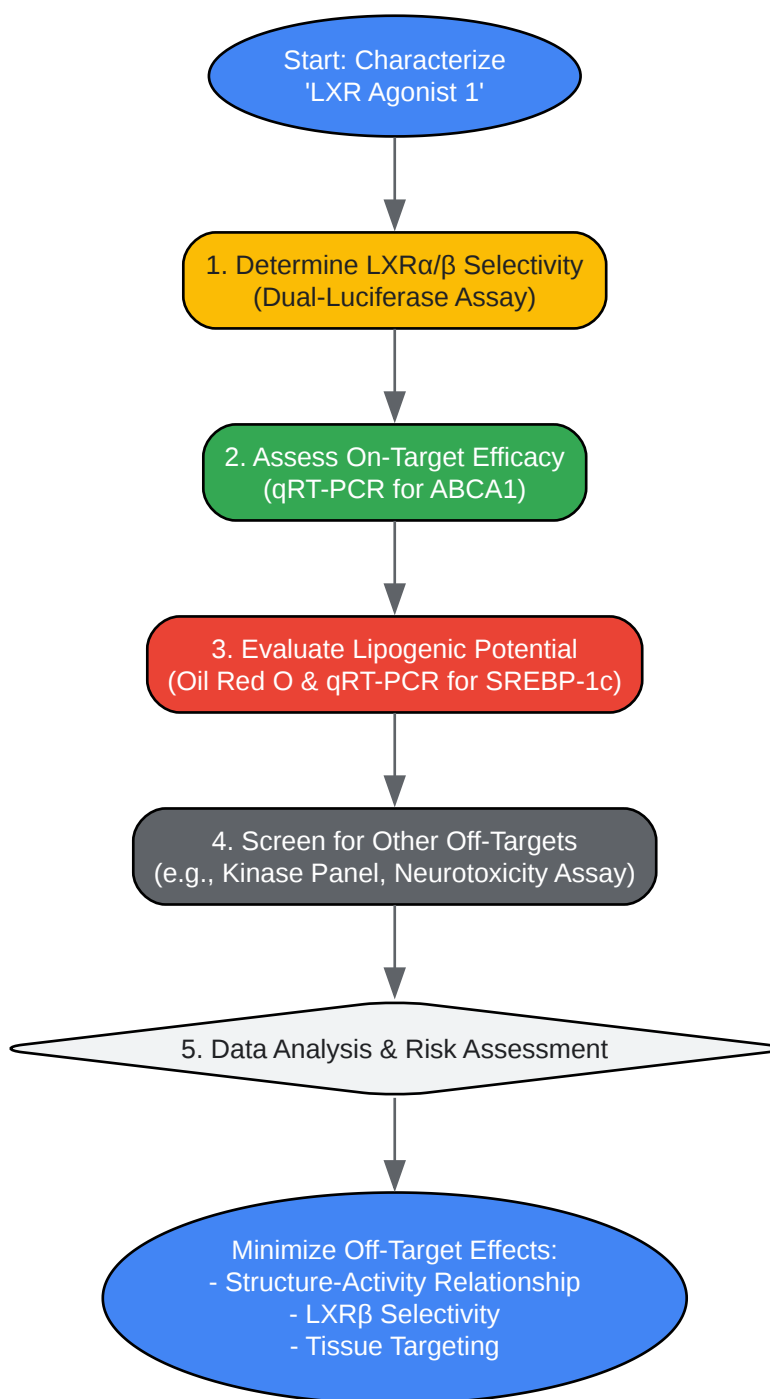 Start: Characterize
'LXR Agonist 1'
1. Determine LXRα/β Selectivity
(Dual-Luciferase Assay)
2. Assess On-Target Efficacy
(qRT-PCR for ABCA1)
3. Evaluate Lipogenic Potential
(Oil Red O & qRT-PCR for SREBP-1c)
4. Screen for Other Off-Targets
(e.g., Kinase Panel, Neurotoxicity Assay)
5. Data Analysis & Risk Assessment
Minimize Off-Target Effects:
- Structure-Activity Relationship
- LXRβ Selectivity
- Tissue Targeting